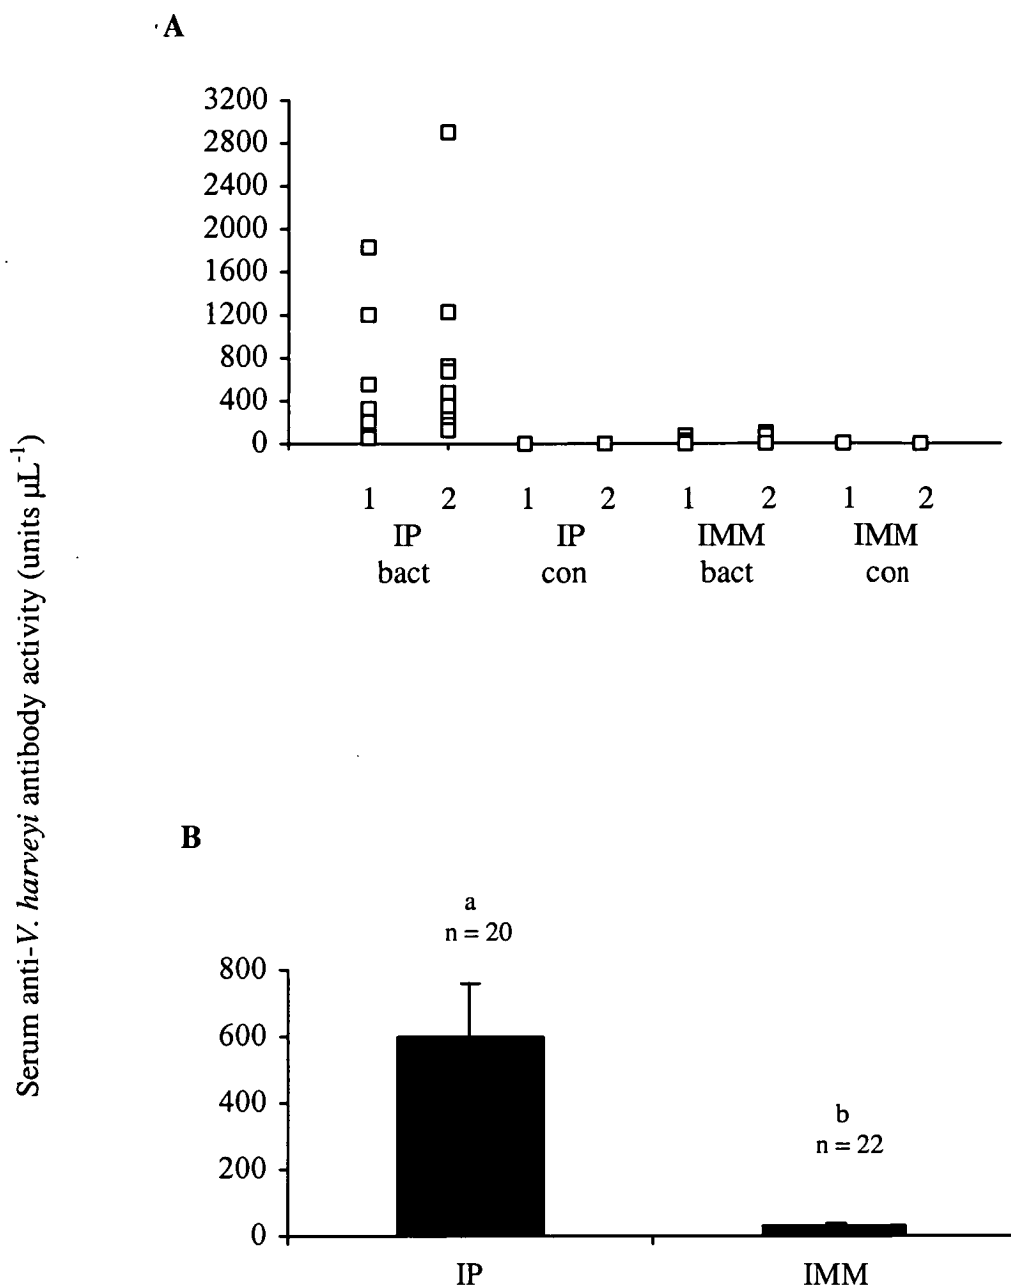 A
3200
2800
2400
2000
1600
1200
800
400
0
1 2 1 2 1 2 1 2
IP IP IMM IMM
bact con bact con
Serum anti-V. harveyi antibody activity (units µL⁻¹)
B
a
n = 20
800
600
400
200
0
b
n = 22
IP IMM